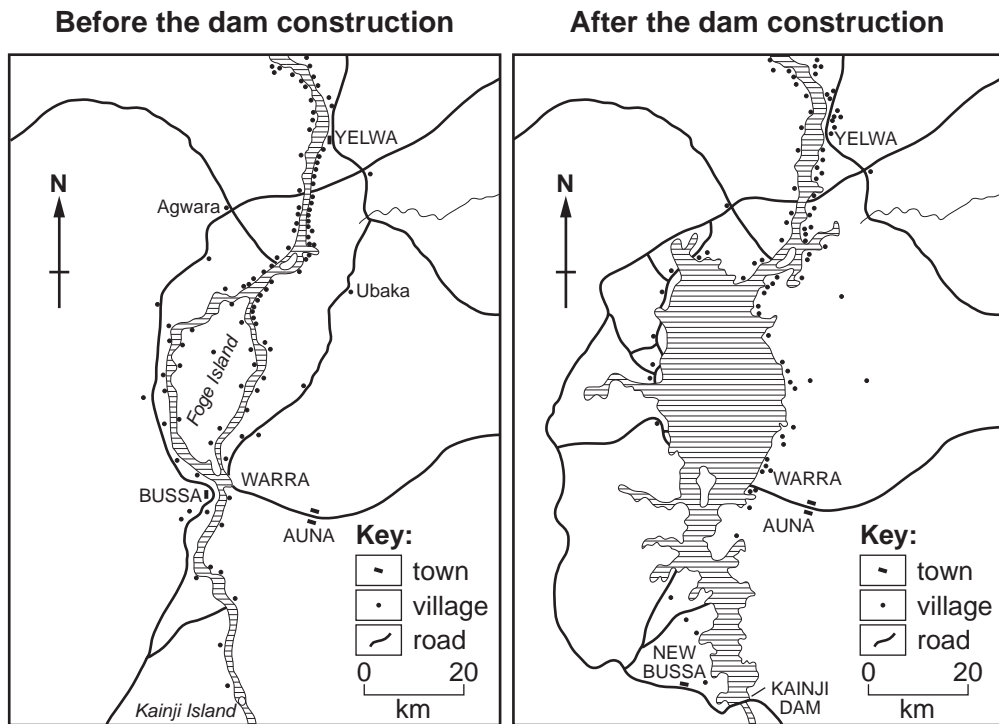 Before the dam construction
YELWA
N
Agwara
Ubaka
Foge Island
WARRA
BUSSA
AUNA
Key:
town
village
road
0 20
km
Kainji Island
After the dam construction
YELWA
N
WARRA
AUNA
Key:
town
village
road
NEW
BUSSA
0 20
km
KAINJI
DAM